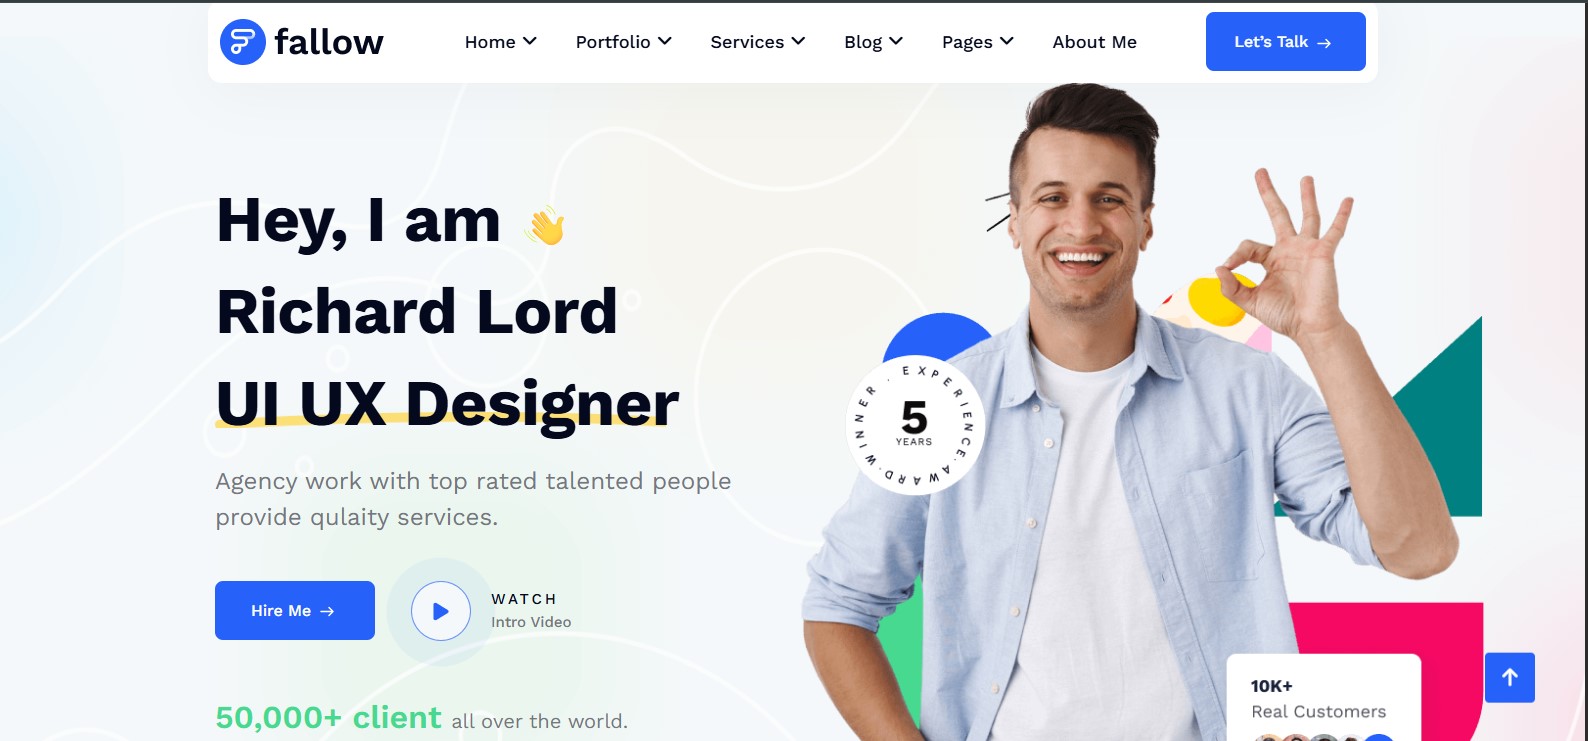 fallow
Home
Portfolio
Services
Blog
Pages
About Me
Let's Talk →
Hey, I am 👋
Richard Lord
UI UX Designer
Agency work with top rated talented people
provide qulaity services.
Hire Me →
WATCH
Intro Video
50,000+ client all over the world.
EXPERIENCE.AWARD.WINNER.
5
YEARS
10K+
Real Customers